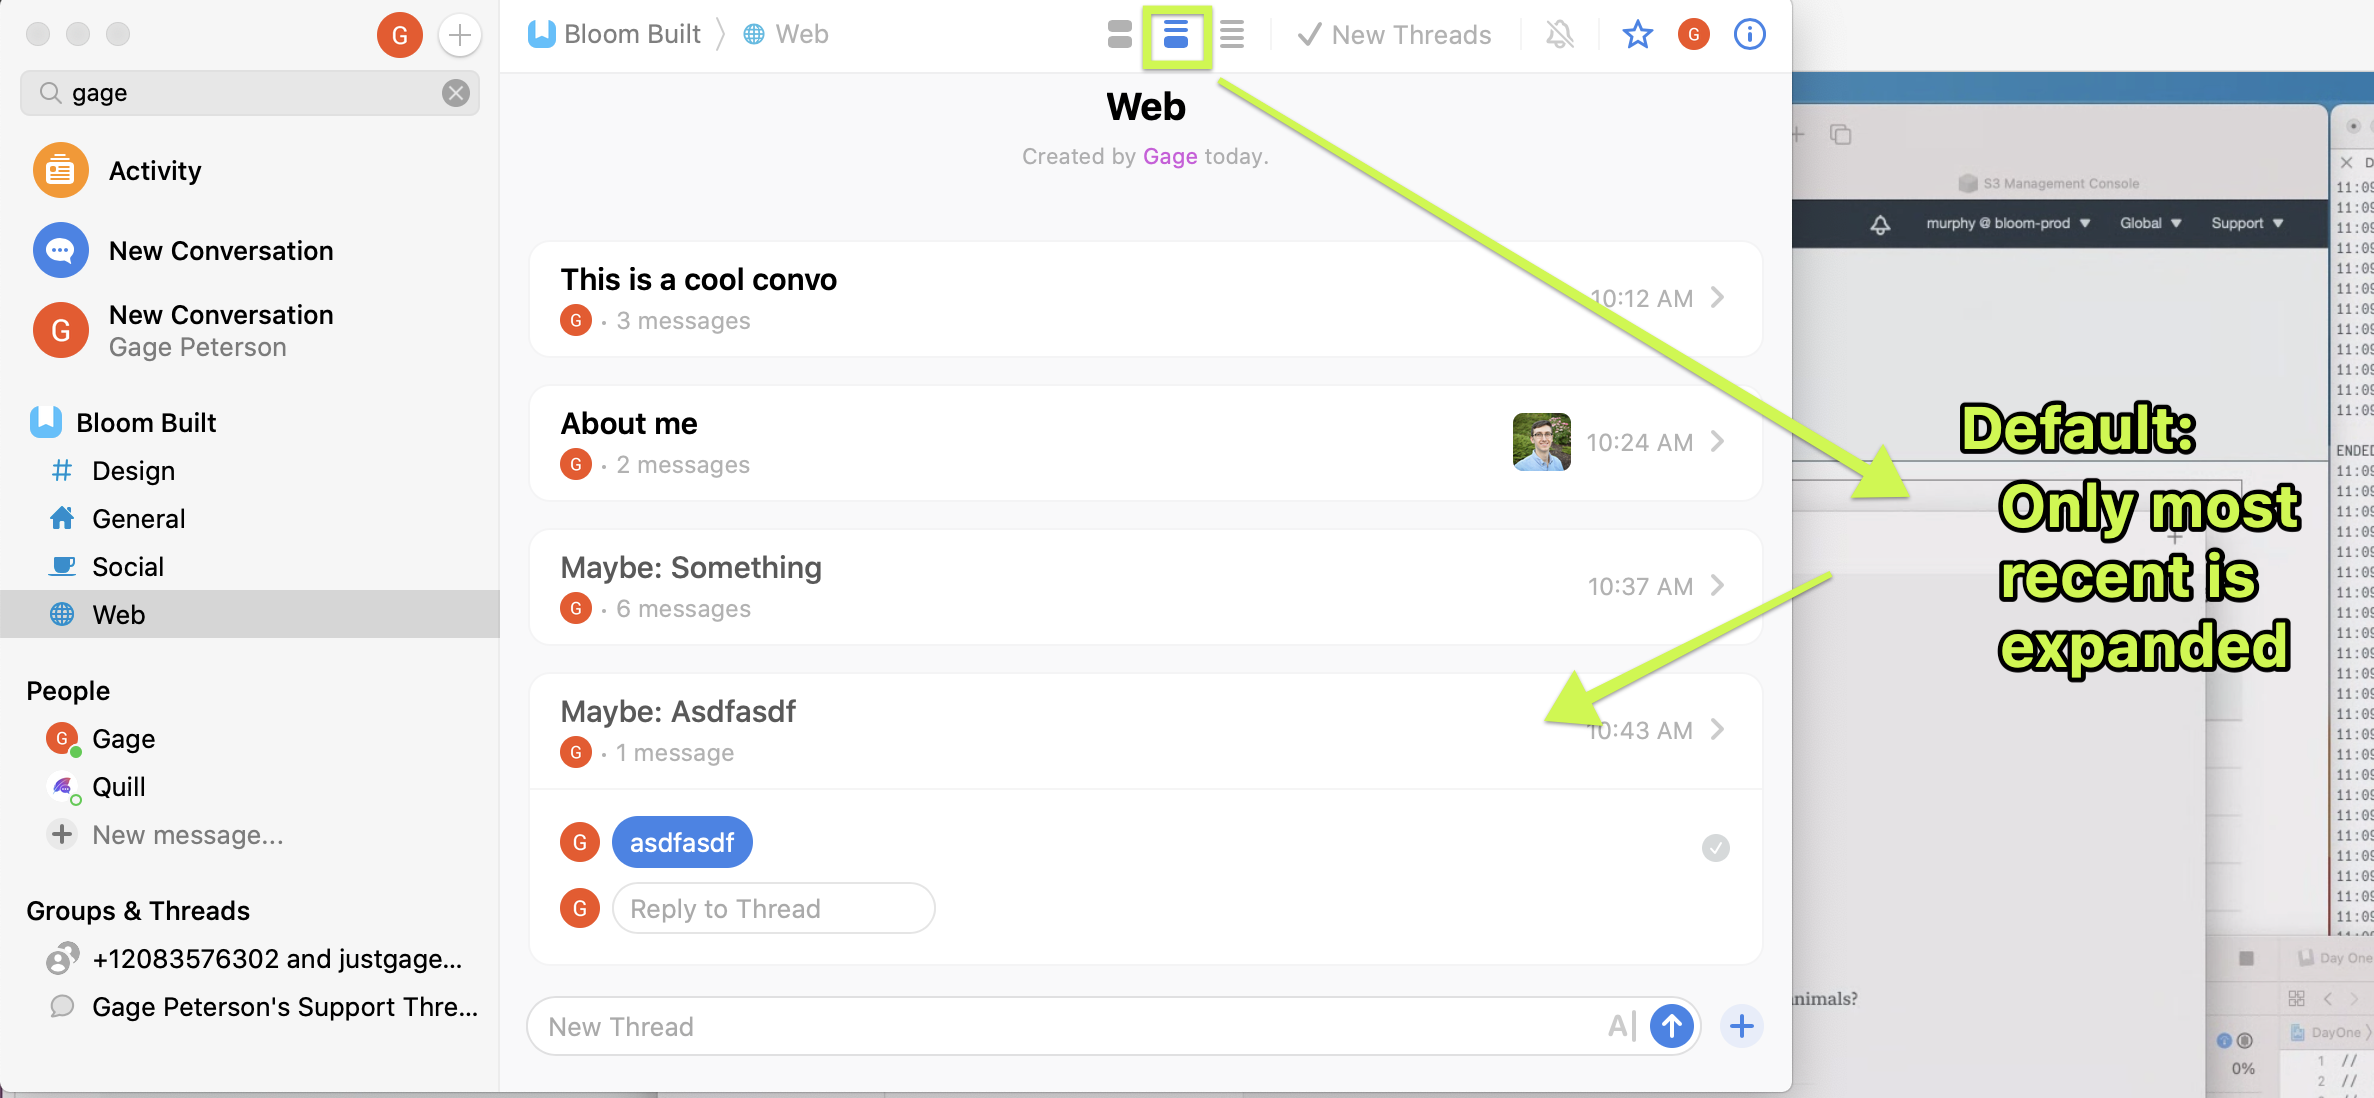 G
gage
Activity
New Conversation
G
New Conversation
Gage Peterson
Bloom Built
Design
General
Social
Web
People
G
Gage
Quill
New message...
Groups & Threads
+12083576302 and justgage...
Gage Peterson's Support Thre...
Bloom Built
Web
New Threads
G
Web
Created by Gage today.
This is a cool convo
G · 3 messages
10:12 AM
About me
G · 2 messages
10:24 AM
Maybe: Something
G · 6 messages
10:37 AM
Maybe: Asdfasdf
G · 1 message
10:43 AM
G
asdfasdf
G
Reply to Thread
New Thread
A|
Default:
Only most
recent is
expanded
S3 Management Console
murphy @ bloom-prod
Global
Support
nimals?
ENDED
Day One
DayOne
0%
1 //
2 //